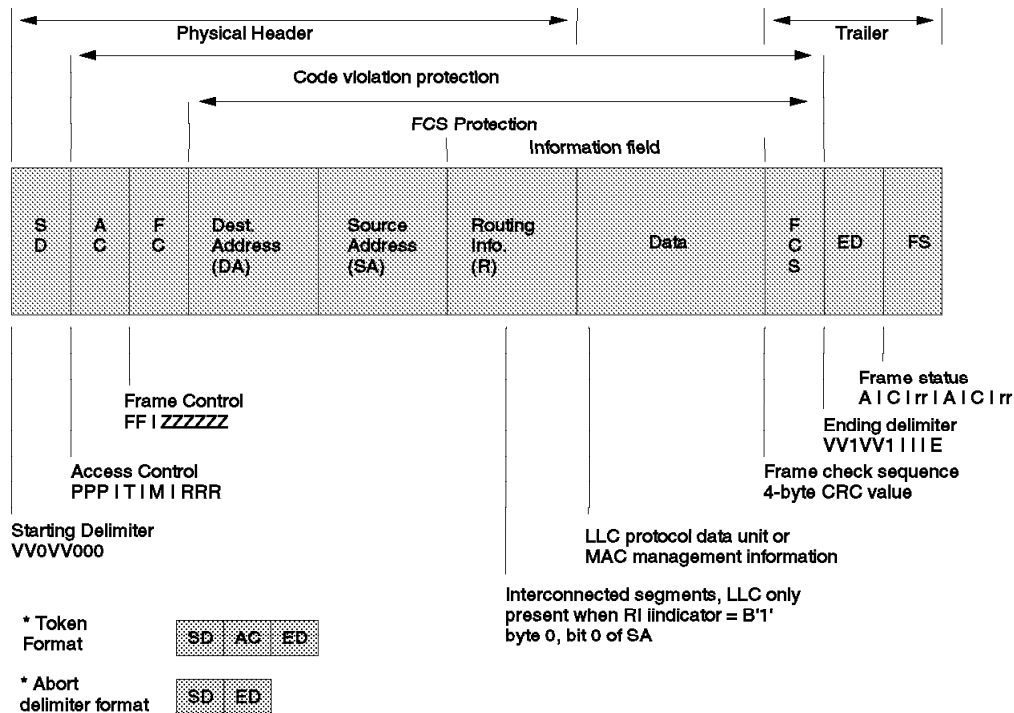 Physical Header
Trailer
Code violation protection
FCS Protection
Information field
S
D
A
C
F
C
Dest.
Address
(DA)
Source
Address
(SA)
Routing
Info.
(R)
Data
F
C
S
ED
FS
Frame status
A I C I rr I A I C I rr
Frame Control
FF I ZZZZZZ
Ending delimiter
VV1VV1 I I I E
Access Control
PPP I T I M I RRR
Frame check sequence
4-byte CRC value
Starting Delimiter
VV0VV000
LLC protocol data unit or
MAC management information
Interconnected segments, LLC only
present when RI iindicator = B'1'
byte 0, bit 0 of SA
* Token
Format
SD AC ED
* Abort
delimiter format
SD ED